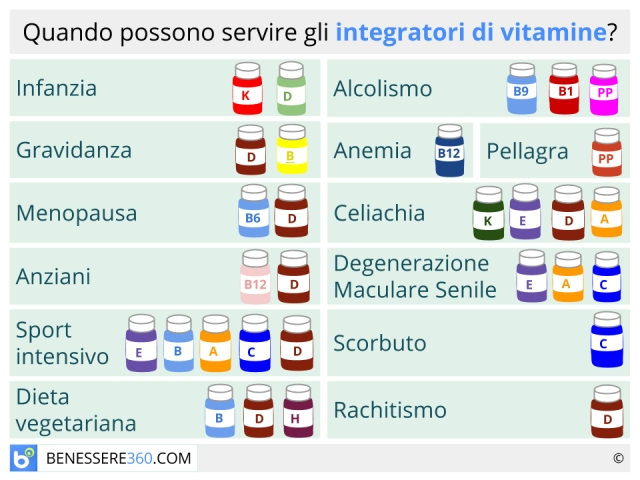 Quando possono servire gli integratori di vitamine?
Infanzia
K D
Alcolismo
B9 B1 PP
Gravidanza
D B
Anemia
B12
Pellagra
PP
Menopausa
B6 D
Celiachia
K E D A
Anziani
B12 D
Degenerazione
Maculare Senile
E A C
Sport
intensivo
E B A C D
Scorbuto
C
Dieta
vegetariana
B D H
Rachitismo
D
b BENESSERE360.COM
©